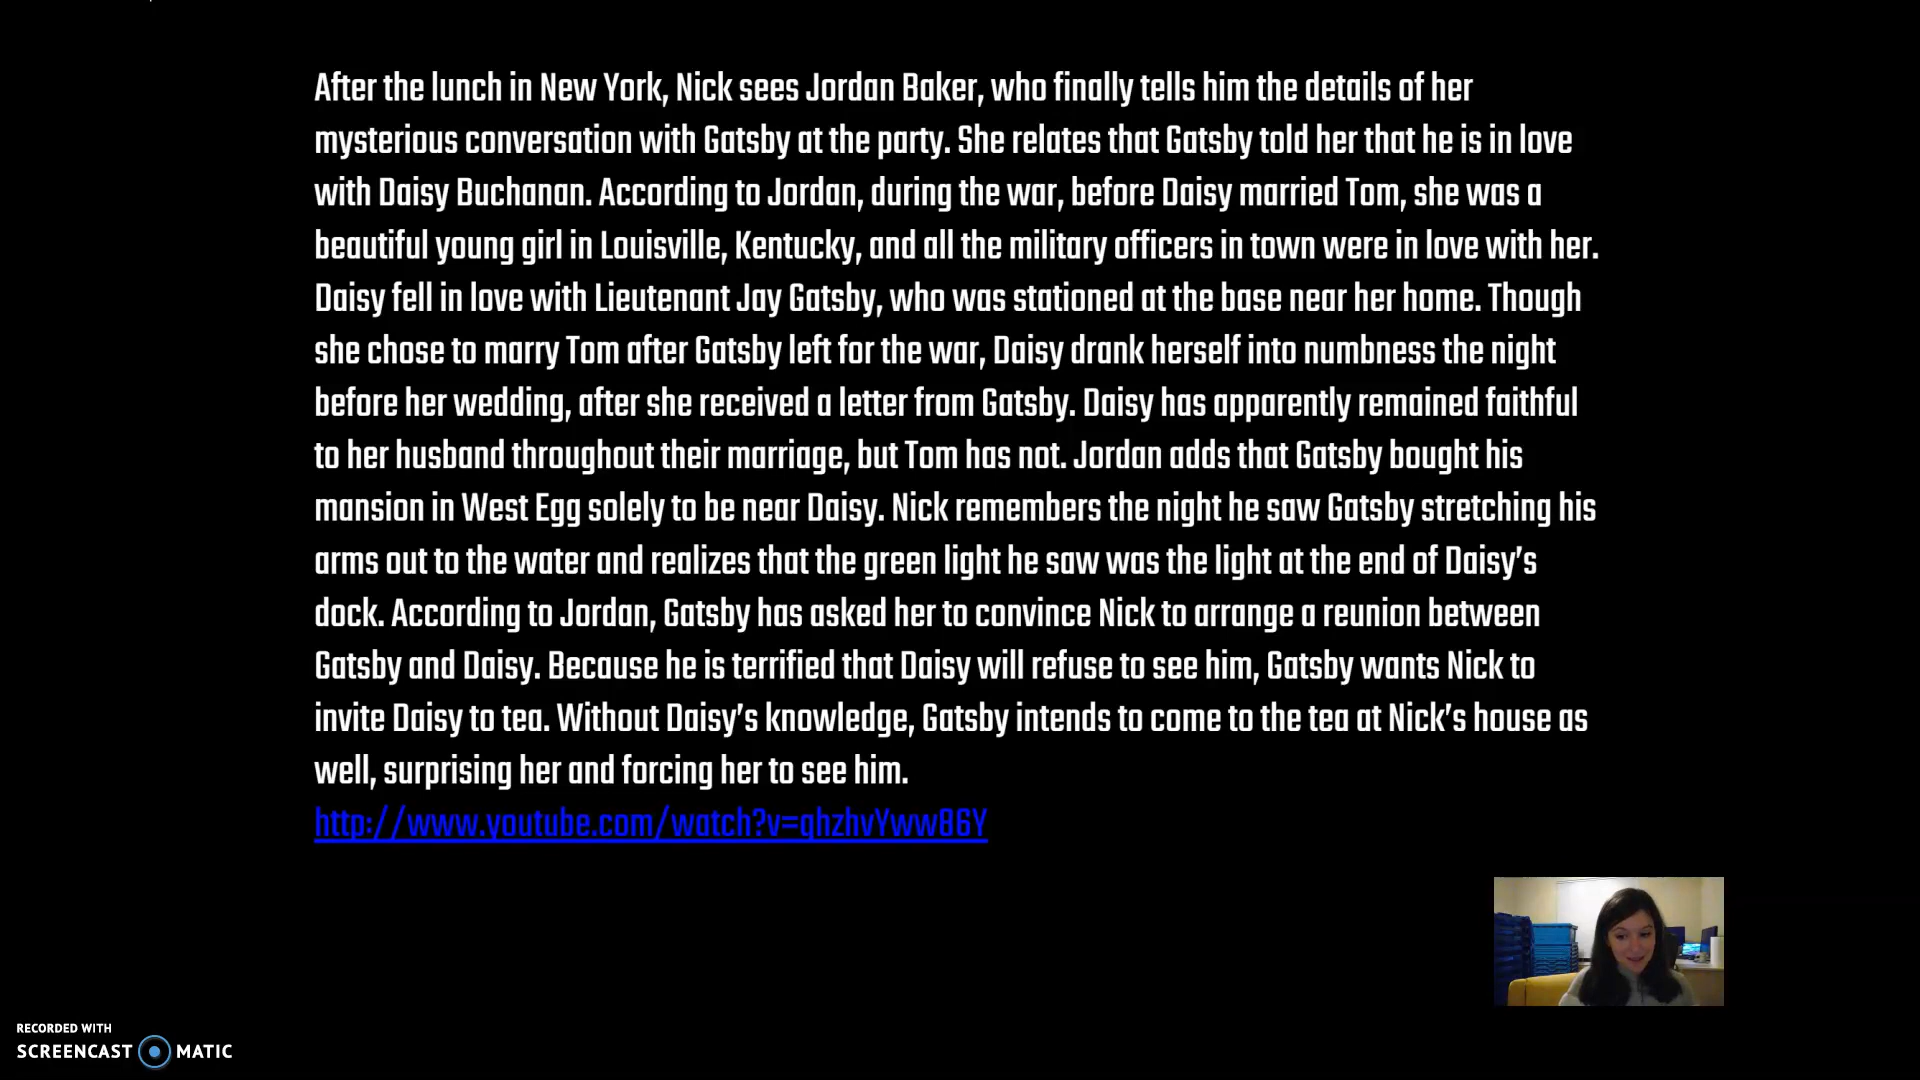 After the lunch in New York, Nick sees Jordan Baker, who finally tells him the details of her
mysterious conversation with Gatsby at the party. She relates that Gatsby told her that he is in love
with Daisy Buchanan. According to Jordan, during the war, before Daisy married Tom, she was a
beautiful young girl in Louisville, Kentucky, and all the military officers in town were in love with her.
Daisy fell in love with Lieutenant Jay Gatsby, who was stationed at the base near her home. Though
she chose to marry Tom after Gatsby left for the war, Daisy drank herself into numbness the night
before her wedding, after she received a letter from Gatsby. Daisy has apparently remained faithful
to her husband throughout their marriage, but Tom has not. Jordan adds that Gatsby bought his
mansion in West Egg solely to be near Daisy. Nick remembers the night he saw Gatsby stretching his
arms out to the water and realizes that the green light he saw was the light at the end of Daisy’s
dock. According to Jordan, Gatsby has asked her to convince Nick to arrange a reunion between
Gatsby and Daisy. Because he is terrified that Daisy will refuse to see him, Gatsby wants Nick to
invite Daisy to tea. Without Daisy’s knowledge, Gatsby intends to come to the tea at Nick’s house as
well, surprising her and forcing her to see him.
http://www.youtube.com/watch?v=qhzhvYww86Y
RECORDED WITH
SCREENCAST MATIC